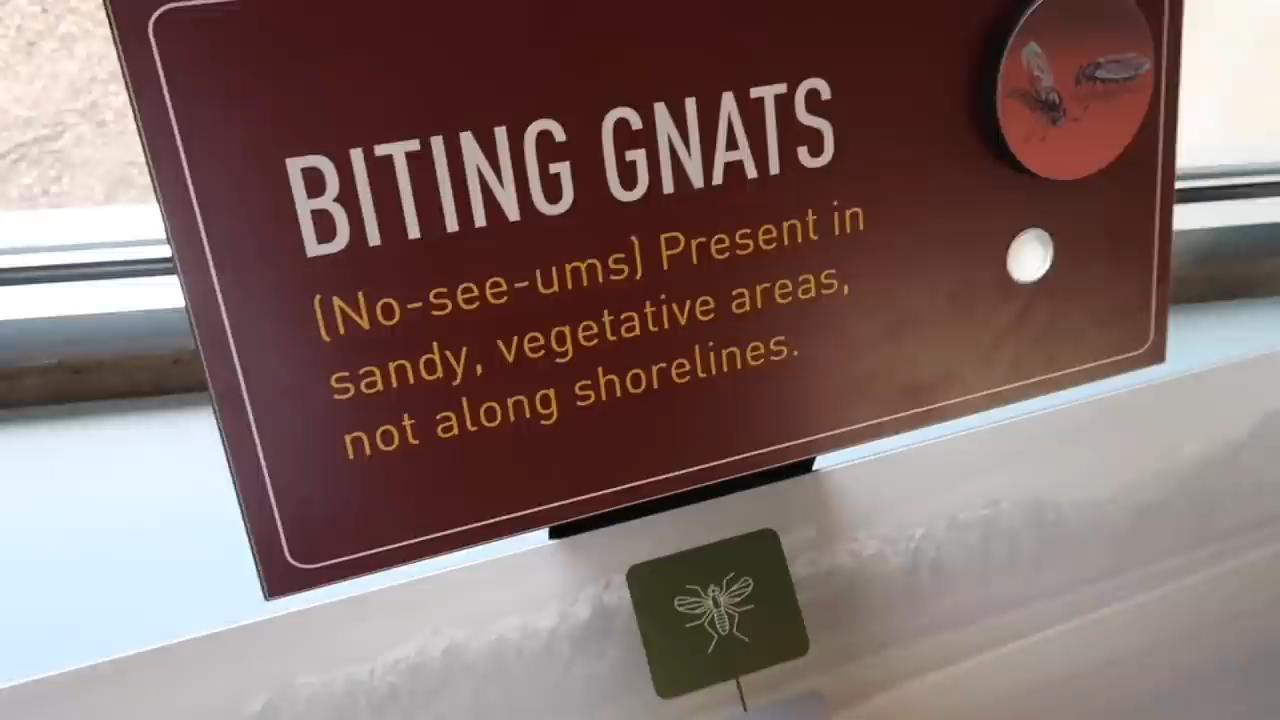 BITING GNATS
(No-see-ums) Present in
sandy, vegetative areas,
not along shorelines.